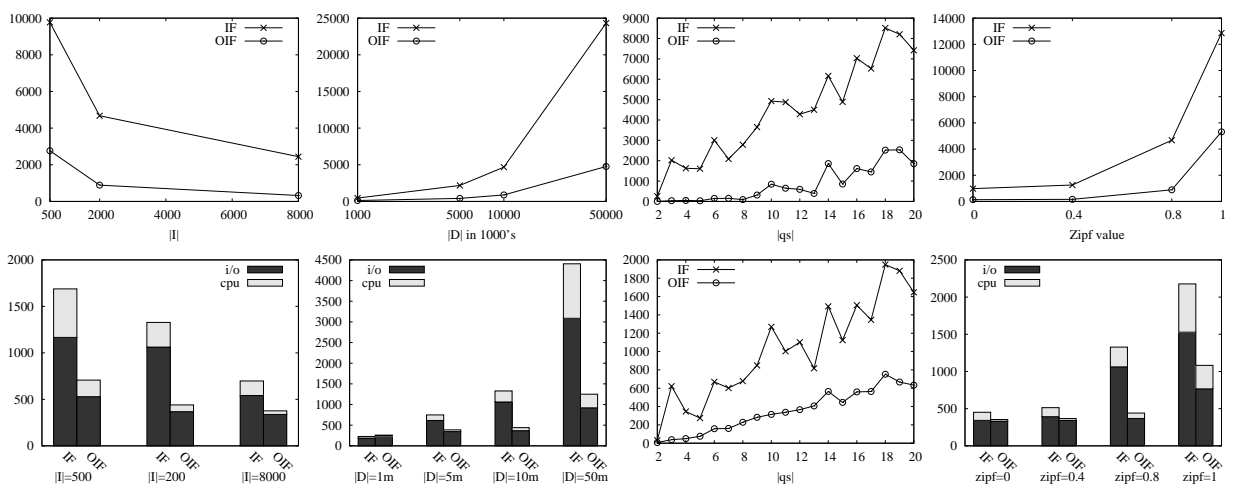 10000
8000
6000
4000
2000
0
IF
OIF
500 2000 4000 6000 8000
|I|
25000
20000
15000
10000
5000
0
IF
OIF
1000 5000 10000 50000
|D| in 1000's
9000
8000
7000
6000
5000
4000
3000
2000
1000
0
IF
OIF
2 4 6 8 10 12 14 16 18 20
|qs|
14000
12000
10000
8000
6000
4000
2000
0
IF
OIF
0 0.4 0.8 1
Zipf value
2000
1500
1000
500
0
i/o
cpu
IF OIF IF OIF IF OIF
|I|=500 |I|=200 |I|=8000
4500
4000
3500
3000
2500
2000
1500
1000
500
0
i/o
cpu
IF OIF IF OIF IF OIF IF OIF
|D|=1m |D|=5m |D|=10m |D|=50m
2000
1800
1600
1400
1200
1000
800
600
400
200
0
IF
OIF
2 4 6 8 10 12 14 16 18 20
|qs|
2500
2000
1500
1000
500
0
i/o
cpu
IF OIF IF OIF IF OIF IF OIF
zipf=0 zipf=0.4 zipf=0.8 zipf=1